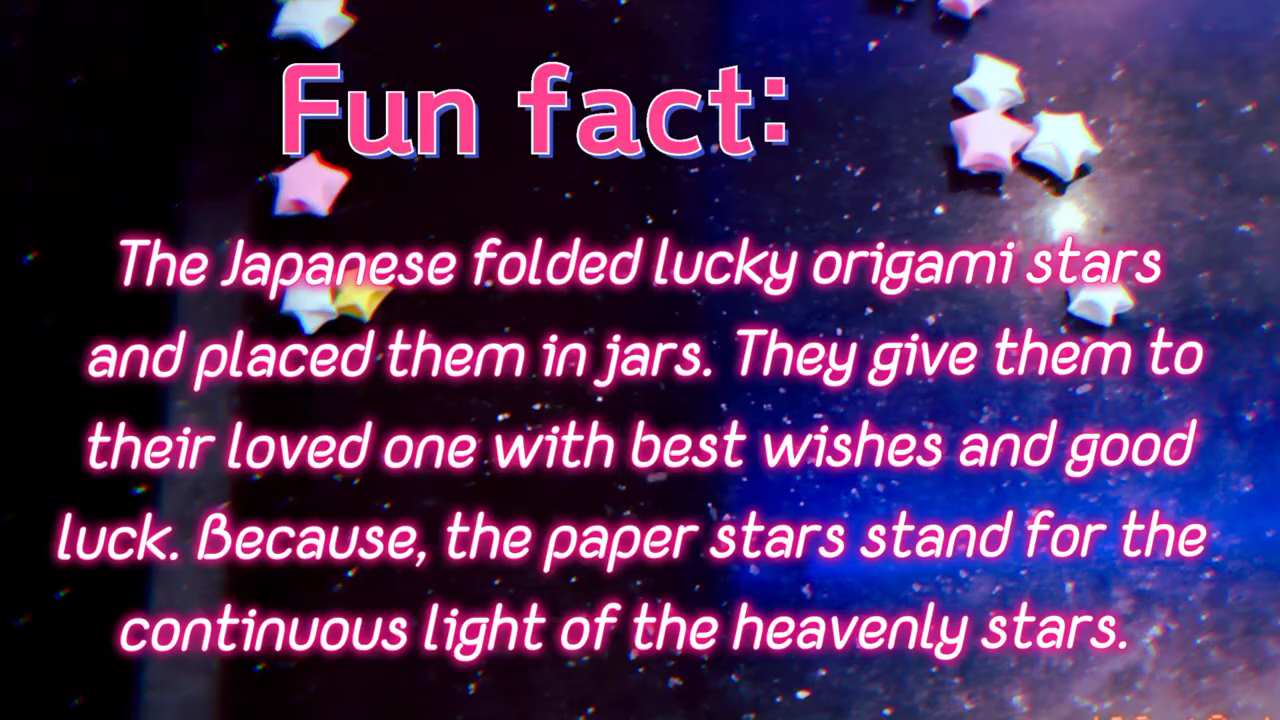 Fun fact:
The Japanese folded lucky origami stars
and placed them in jars. They give them to
their loved one with best wishes and good
luck. Because, the paper stars stand for the
continuous light of the heavenly stars.